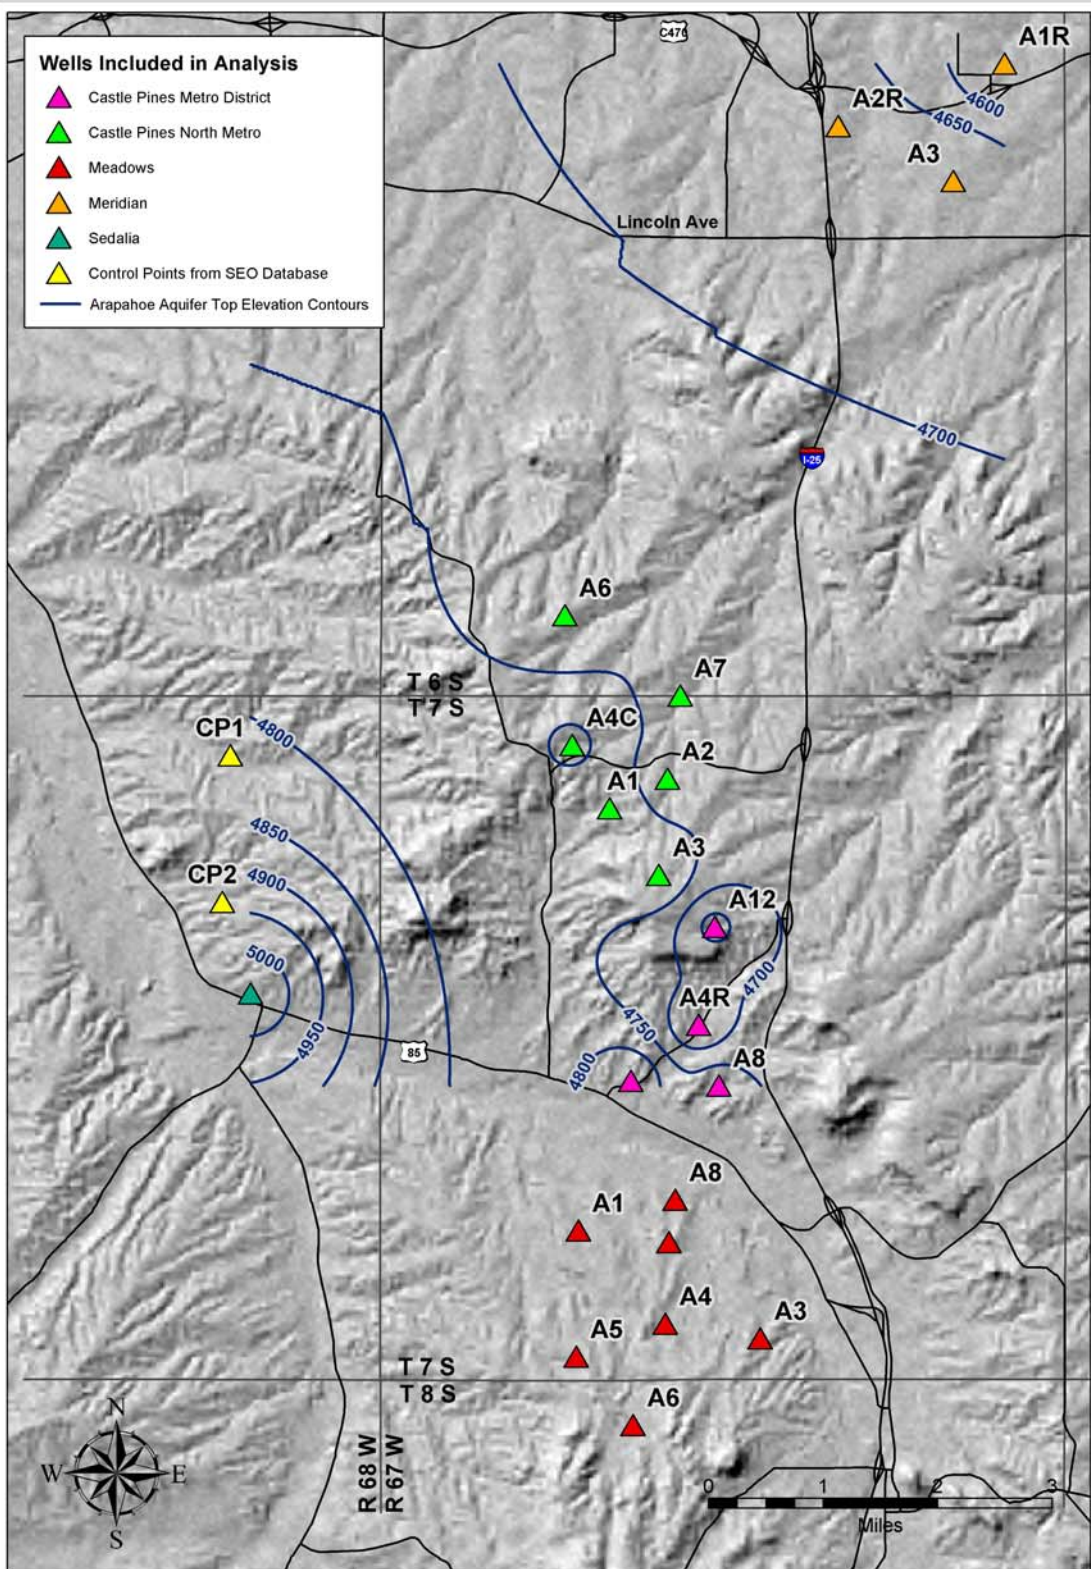 Wells Included in Analysis
Castle Pines Metro District
Castle Pines North Metro
Meadows
Meridian
Sedalia
Control Points from SEO Database
Arapahoe Aquifer Top Elevation Contours
C470
A1R
4600
A2R
4650
A3
Lincoln Ave
4700
I-25
A6
T 6 S
T 7 S
A7
A4C
CP1
4800
A2
A1
4850
A3
CP2
4900
A12
5000
4700
A4R
4950
4750
85
4800
A8
A8
A1
A4
A3
A5
T 7 S
T 8 S
A6
N
W
E
S
R 68 W
R 67 W
0 1 2 3
Miles